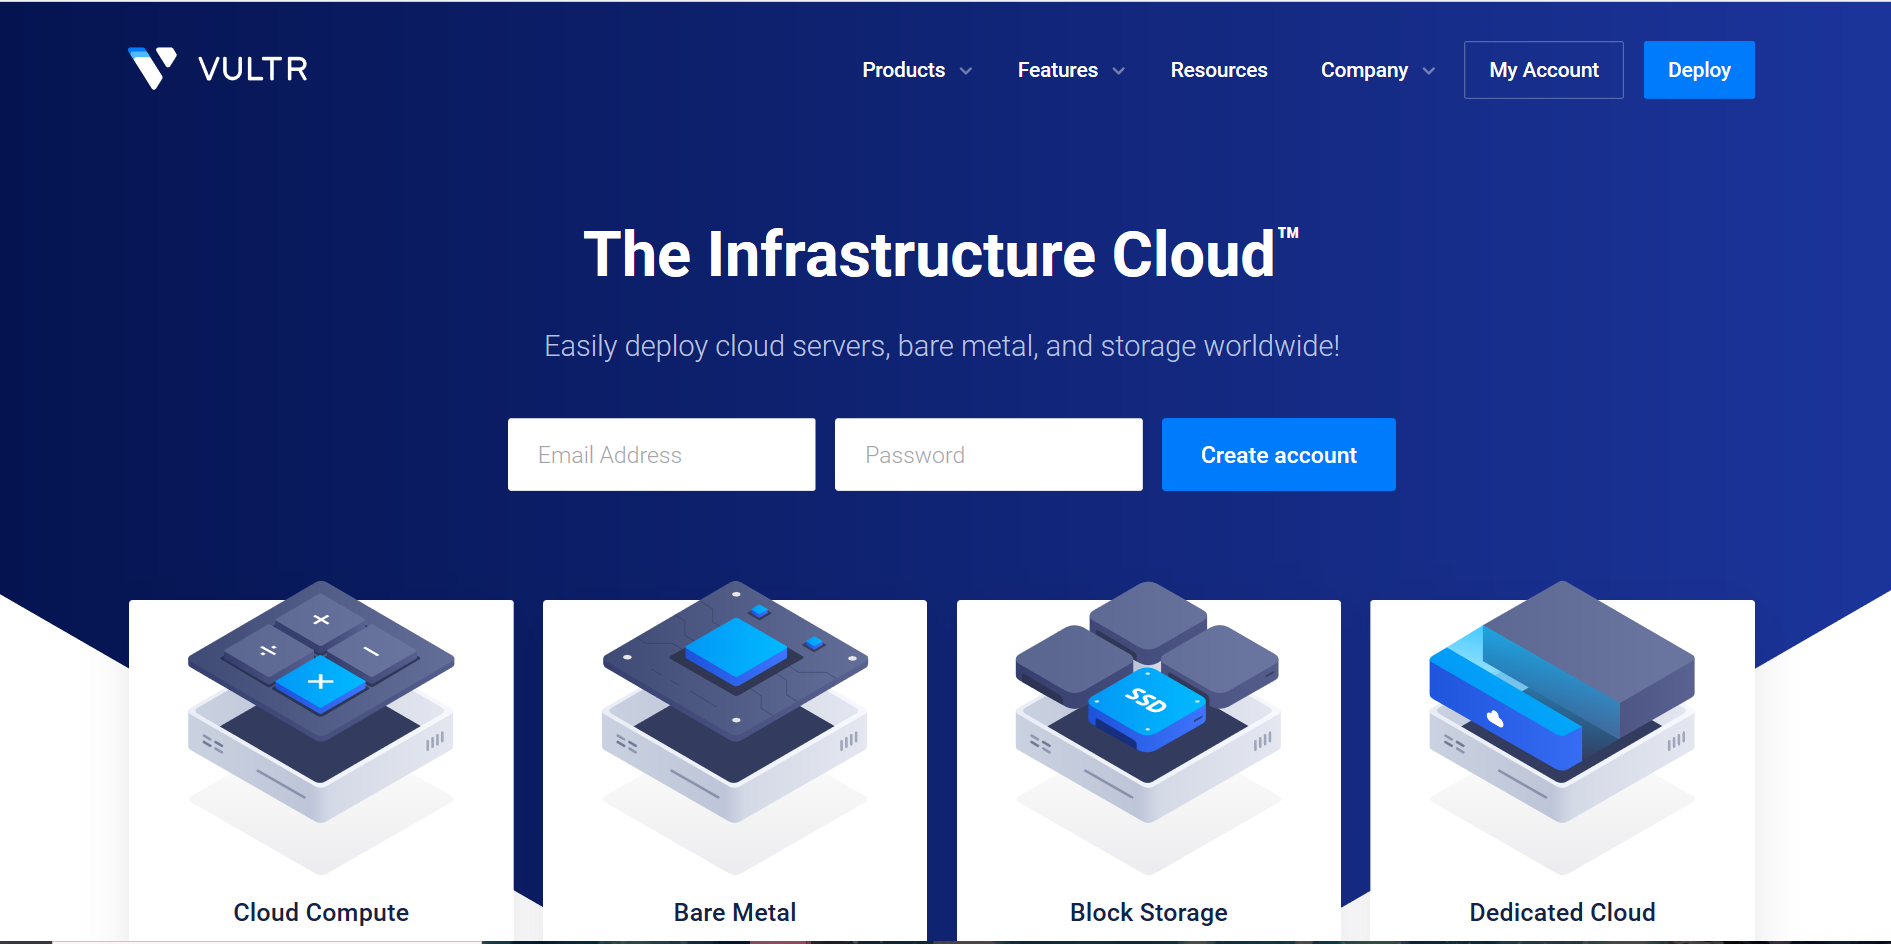 VULTR
Products
Features
Resources
Company
My Account
Deploy
The Infrastructure Cloud™
Easily deploy cloud servers, bare metal, and storage worldwide!
Email Address
Password
Create account
SSD
Cloud Compute
Bare Metal
Block Storage
Dedicated Cloud